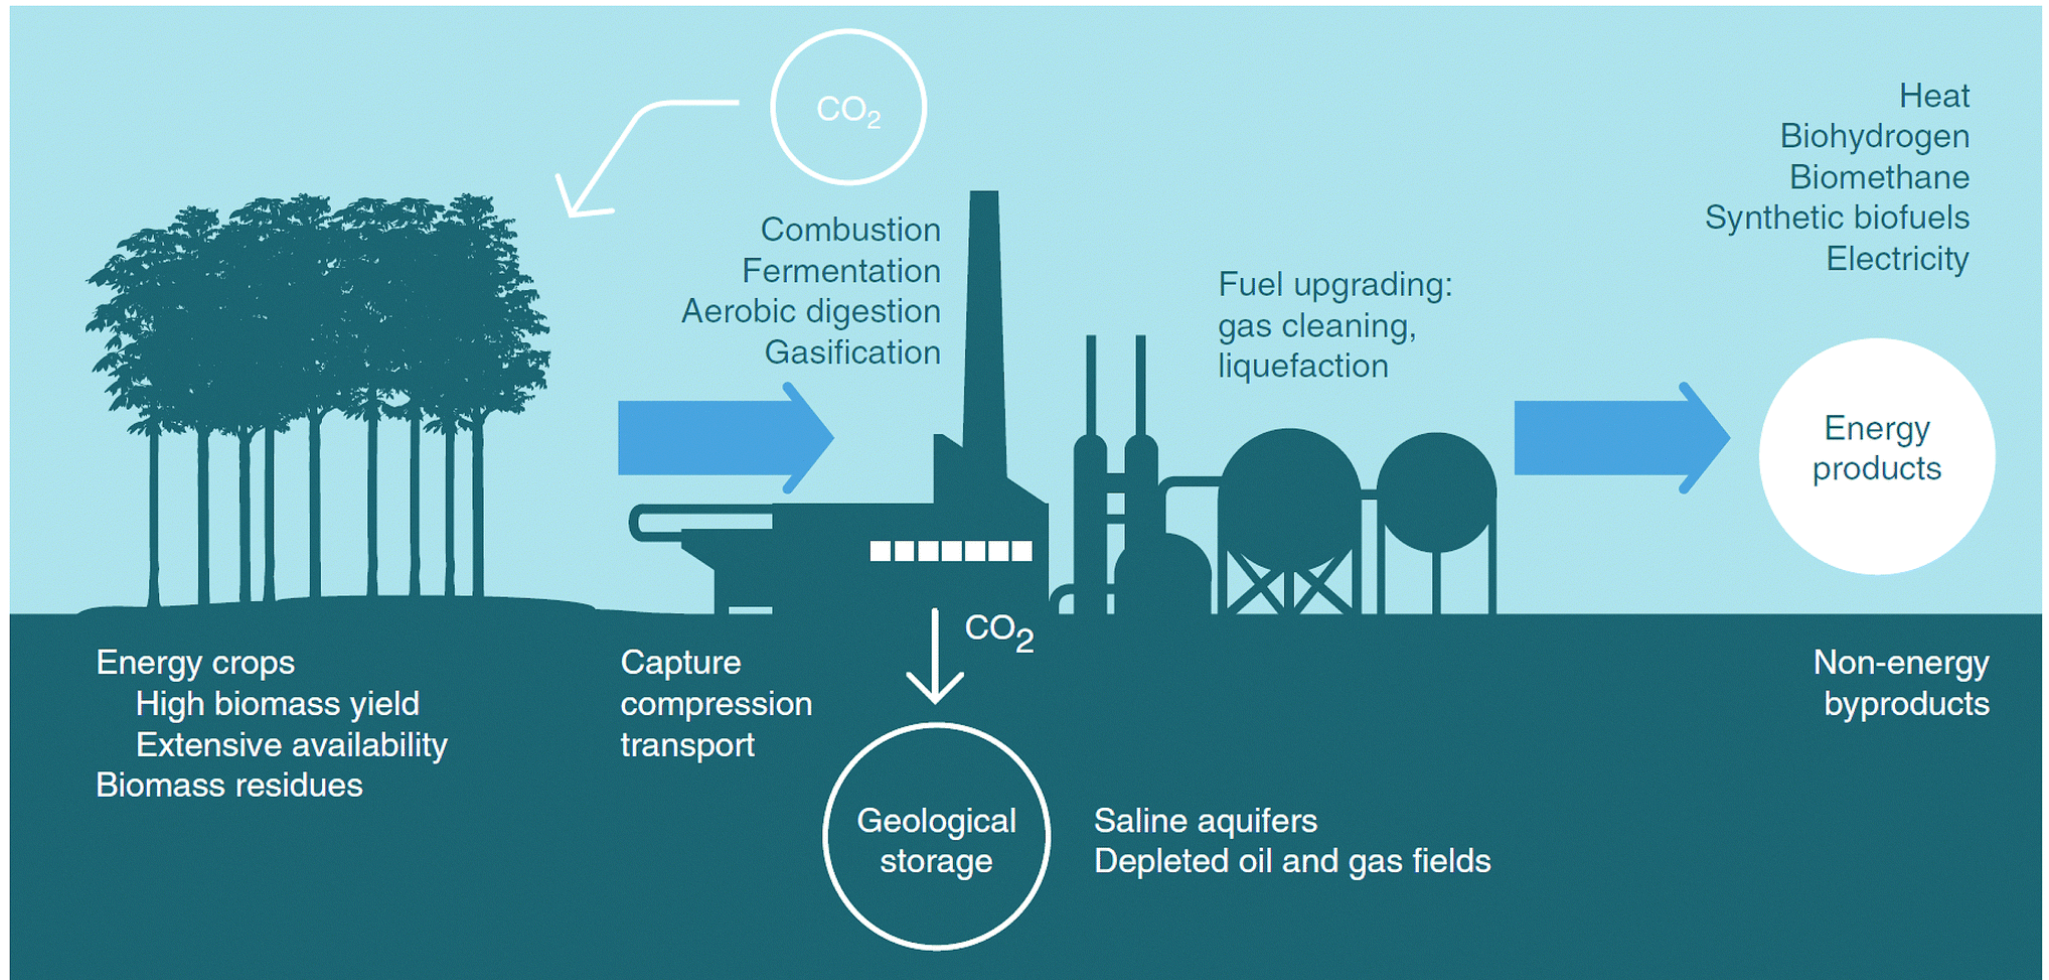 CO₂
Combustion
Fermentation
Aerobic digestion
Gasification
Fuel upgrading:
gas cleaning,
liquefaction
Heat
Biohydrogen
Biomethane
Synthetic biofuels
Electricity
Energy
products
Energy crops
High biomass yield
Extensive availability
Biomass residues
Capture
compression
transport
CO₂
Geological
storage
Saline aquifers
Depleted oil and gas fields
Non-energy
byproducts